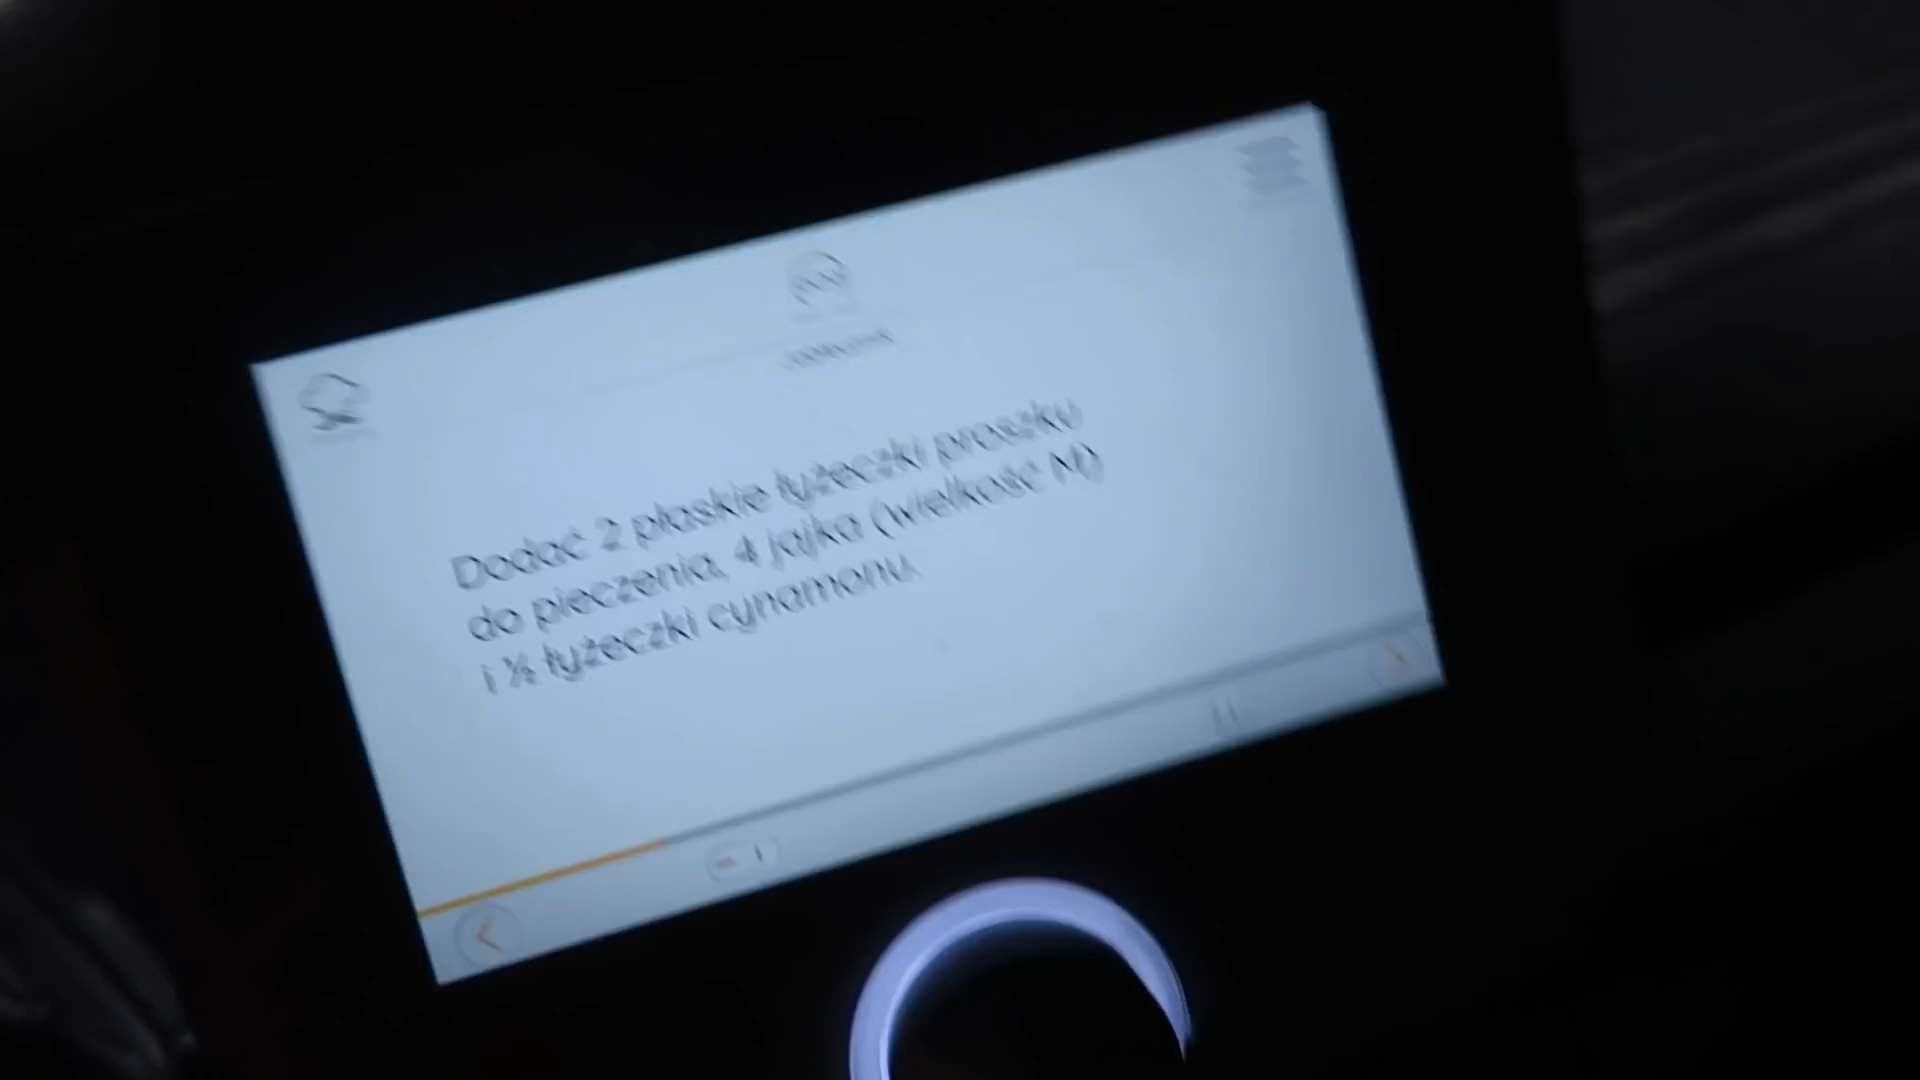 Dodać 2 płaskie łyżeczki proszku
do pieczenia, 4 jajka (wielkość M)
i ½ łyżeczki cynamonu.